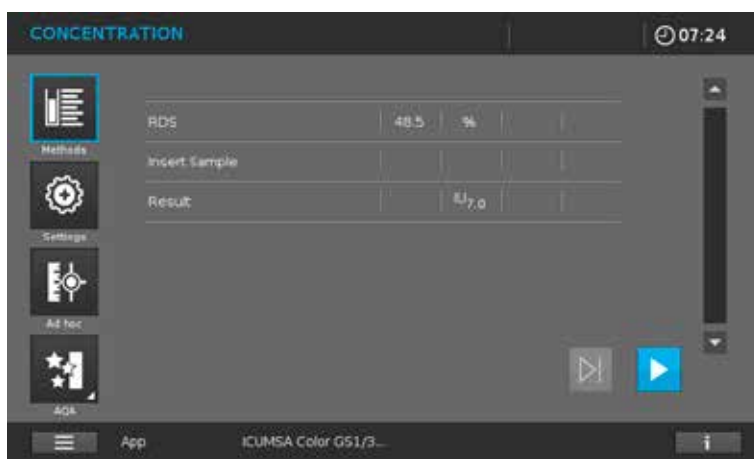 CONCENTRATION 07:24
Methods
RDS 48.5 %
Insert Sample
Settings
Result IU7.0
Ad hoc
AQA
App ICUMSA Color GS1/3...
i